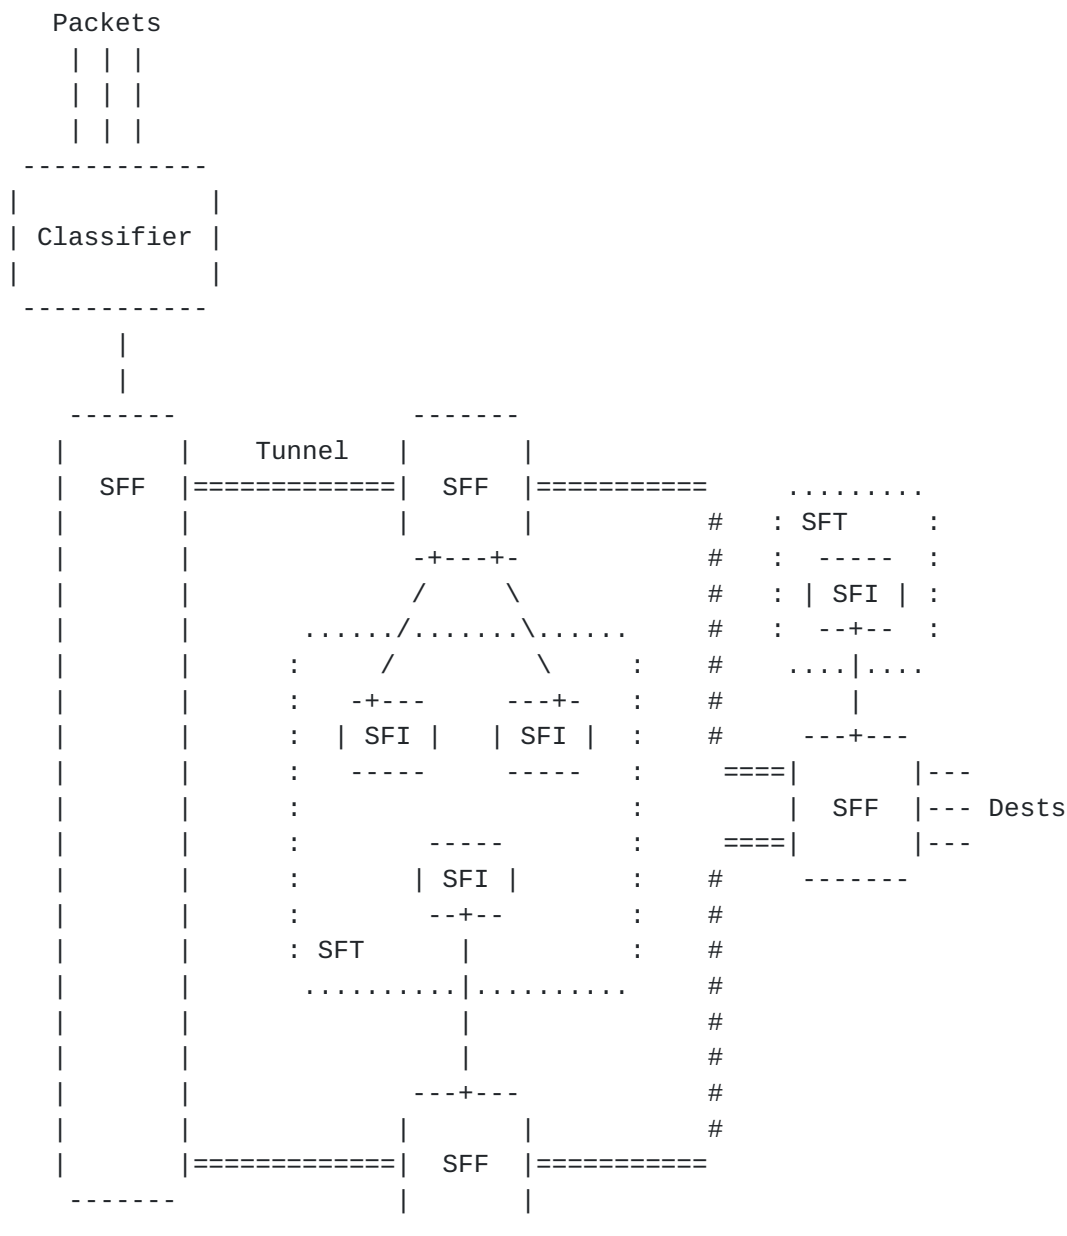 Packets
Classifier
Tunnel
SFF SFF
SFT
SFI
SFI SFI
SFF Dests
SFI
SFT
SFF